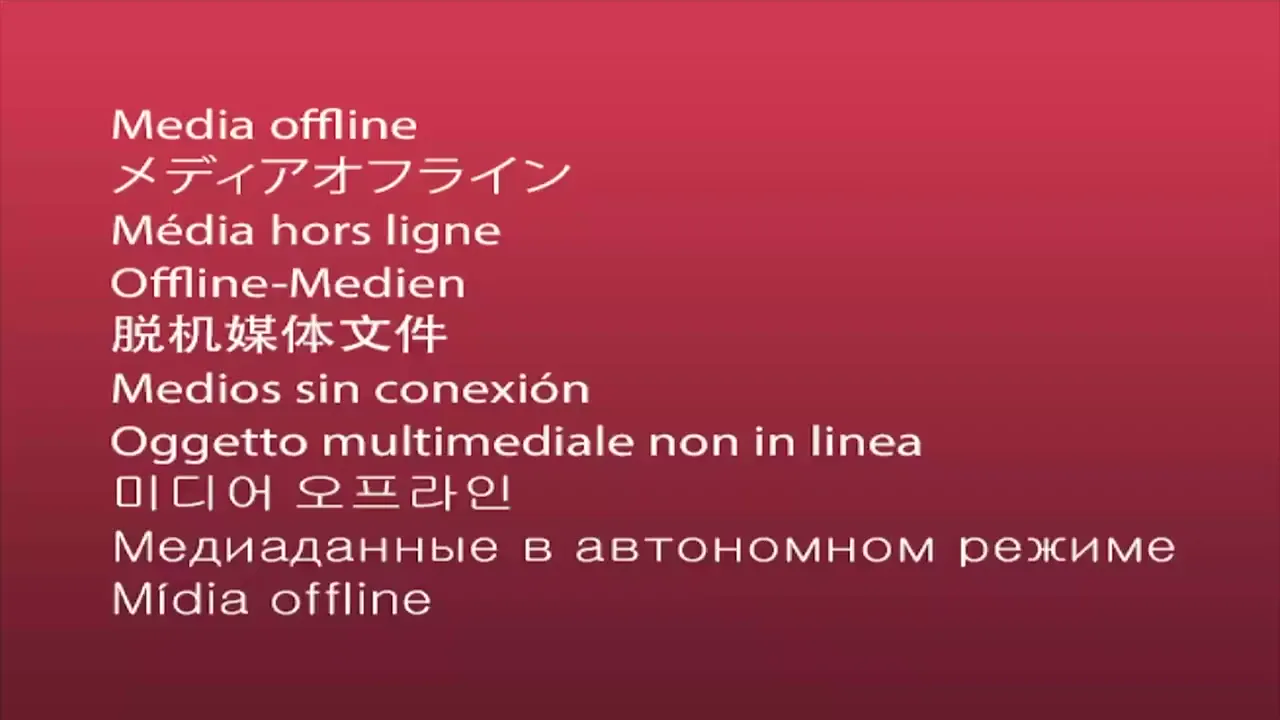 Media offline
メディアオフライン
Média hors ligne
Offline-Medien
脱机媒体文件
Medios sin conexión
Oggetto multimediale non in linea
미디어 오프라인
Медиаданные в автономном режиме
Mídia offline